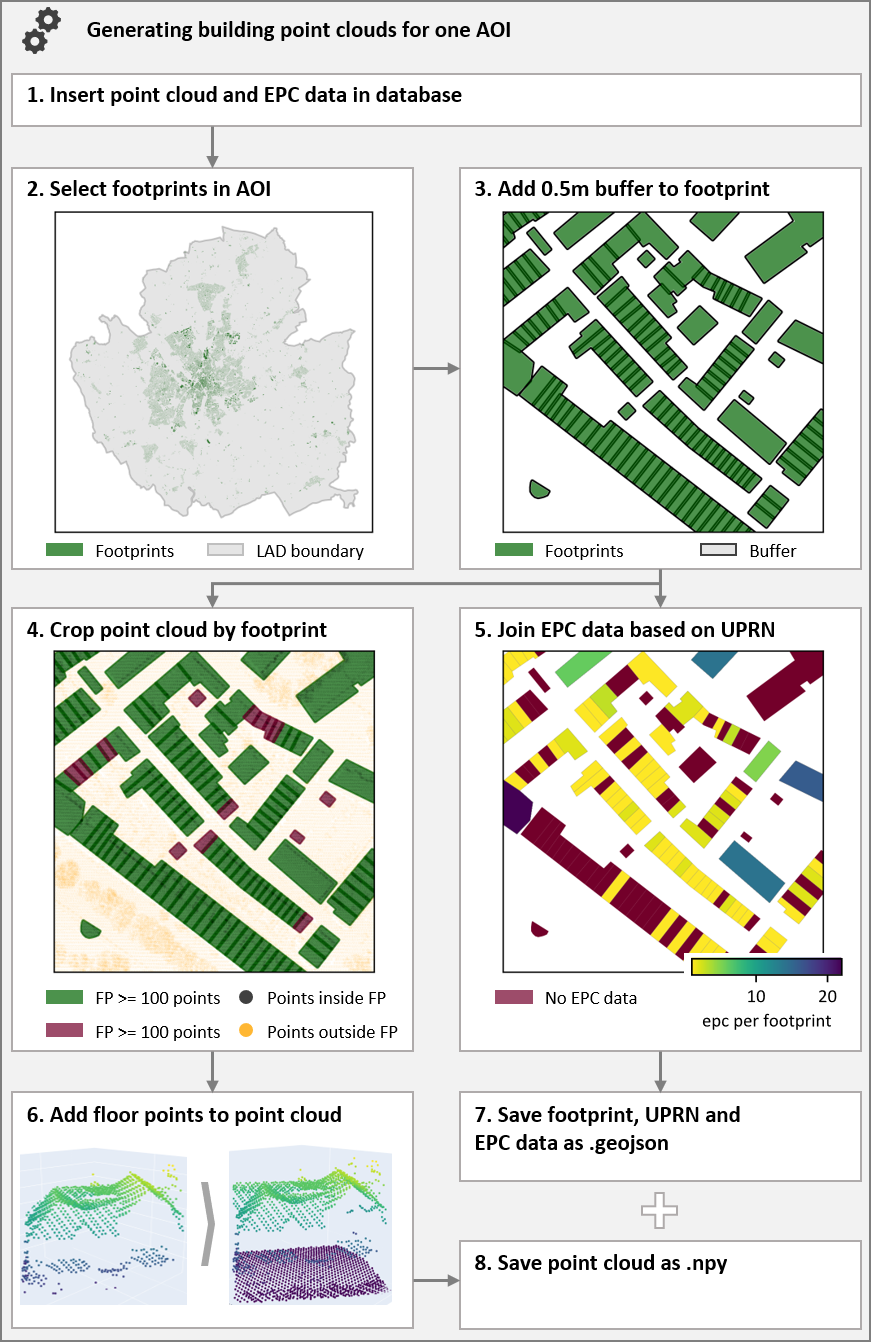 Generating building point clouds for one AOI
1. Insert point cloud and EPC data in database
2. Select footprints in AOI
Footprints
LAD boundary
3. Add 0.5m buffer to footprint
Footprints
Buffer
4. Crop point cloud by footprint
FP >= 100 points
Points inside FP
FP >= 100 points
Points outside FP
5. Join EPC data based on UPRN
No EPC data
10
20
epc per footprint
6. Add floor points to point cloud
7. Save footprint, UPRN and
EPC data as .geojson
8. Save point cloud as .npy